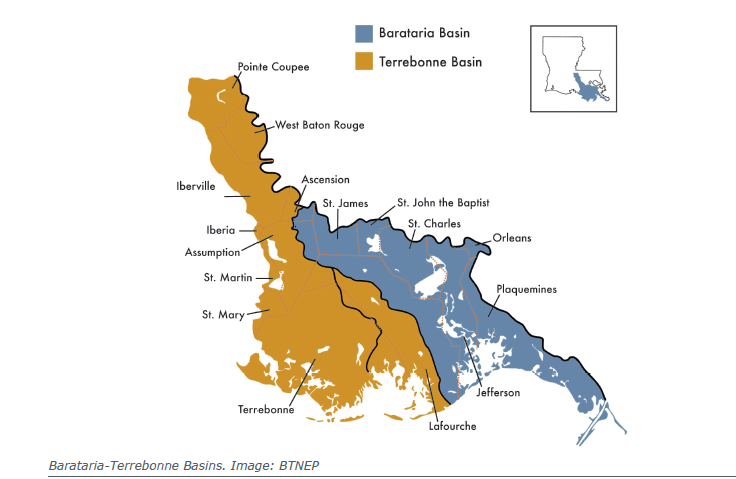 Barataria Basin
Terrebonne Basin
Pointe Coupee
West Baton Rouge
Ascension
Iberville
St. James
St. John the Baptist
St. Charles
Iberia
Orleans
Assumption
St. Martin
Plaquemines
St. Mary
Jefferson
Terrebonne
Lafourche
Barataria-Terrebonne Basins. Image: BTNEP